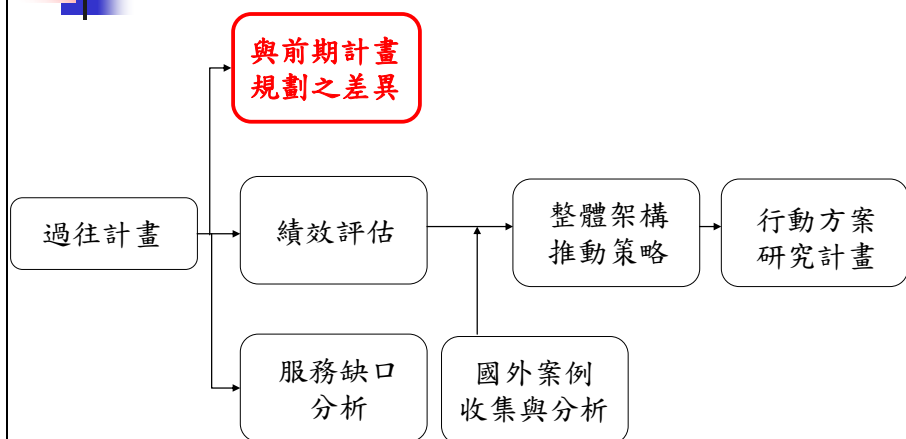 與前期計畫
規劃之差異
過往計畫
績效評估
整體架構
推動策略
行動方案
研究計畫
服務缺口
分析
國外案例
收集與分析